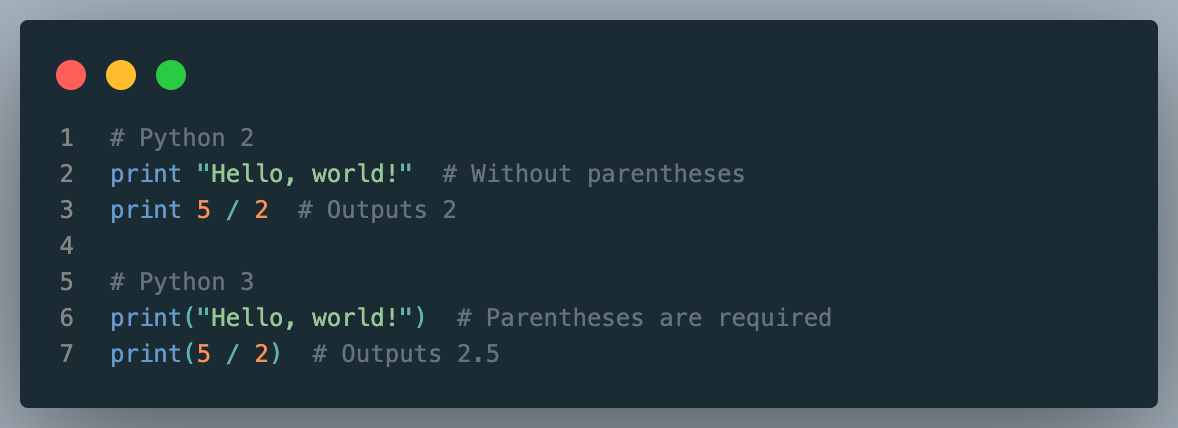 1 # Python 2
2 print "Hello, world!"  # Without parentheses
3 print 5 / 2  # Outputs 2
4
5 # Python 3
6 print("Hello, world!")  # Parentheses are required
7 print(5 / 2)  # Outputs 2.5